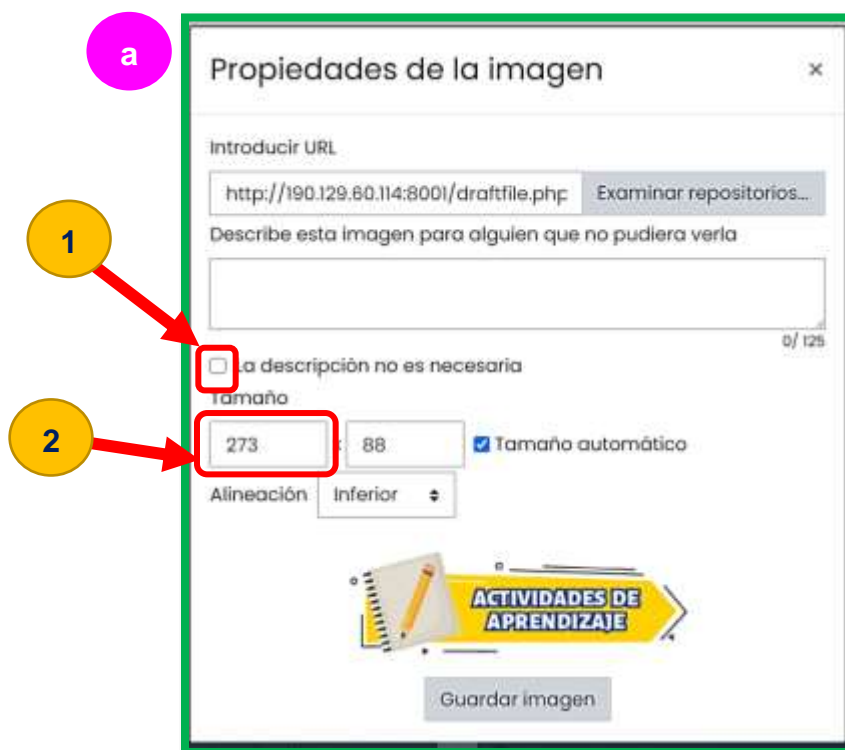 a
Propiedades de la imagen ×
Introducir URL
http://190.129.60.114:8001/draftfile.php Examinar repositorios...
1
Describe esta imagen para alguien que no pudiera verla
0/ 125
La descripción no es necesaria
Tamaño
2
273 x 88 Tamaño automático
Alineación Inferior
ACTIVIDADES DE
APRENDIZAJE
Guardar imagen